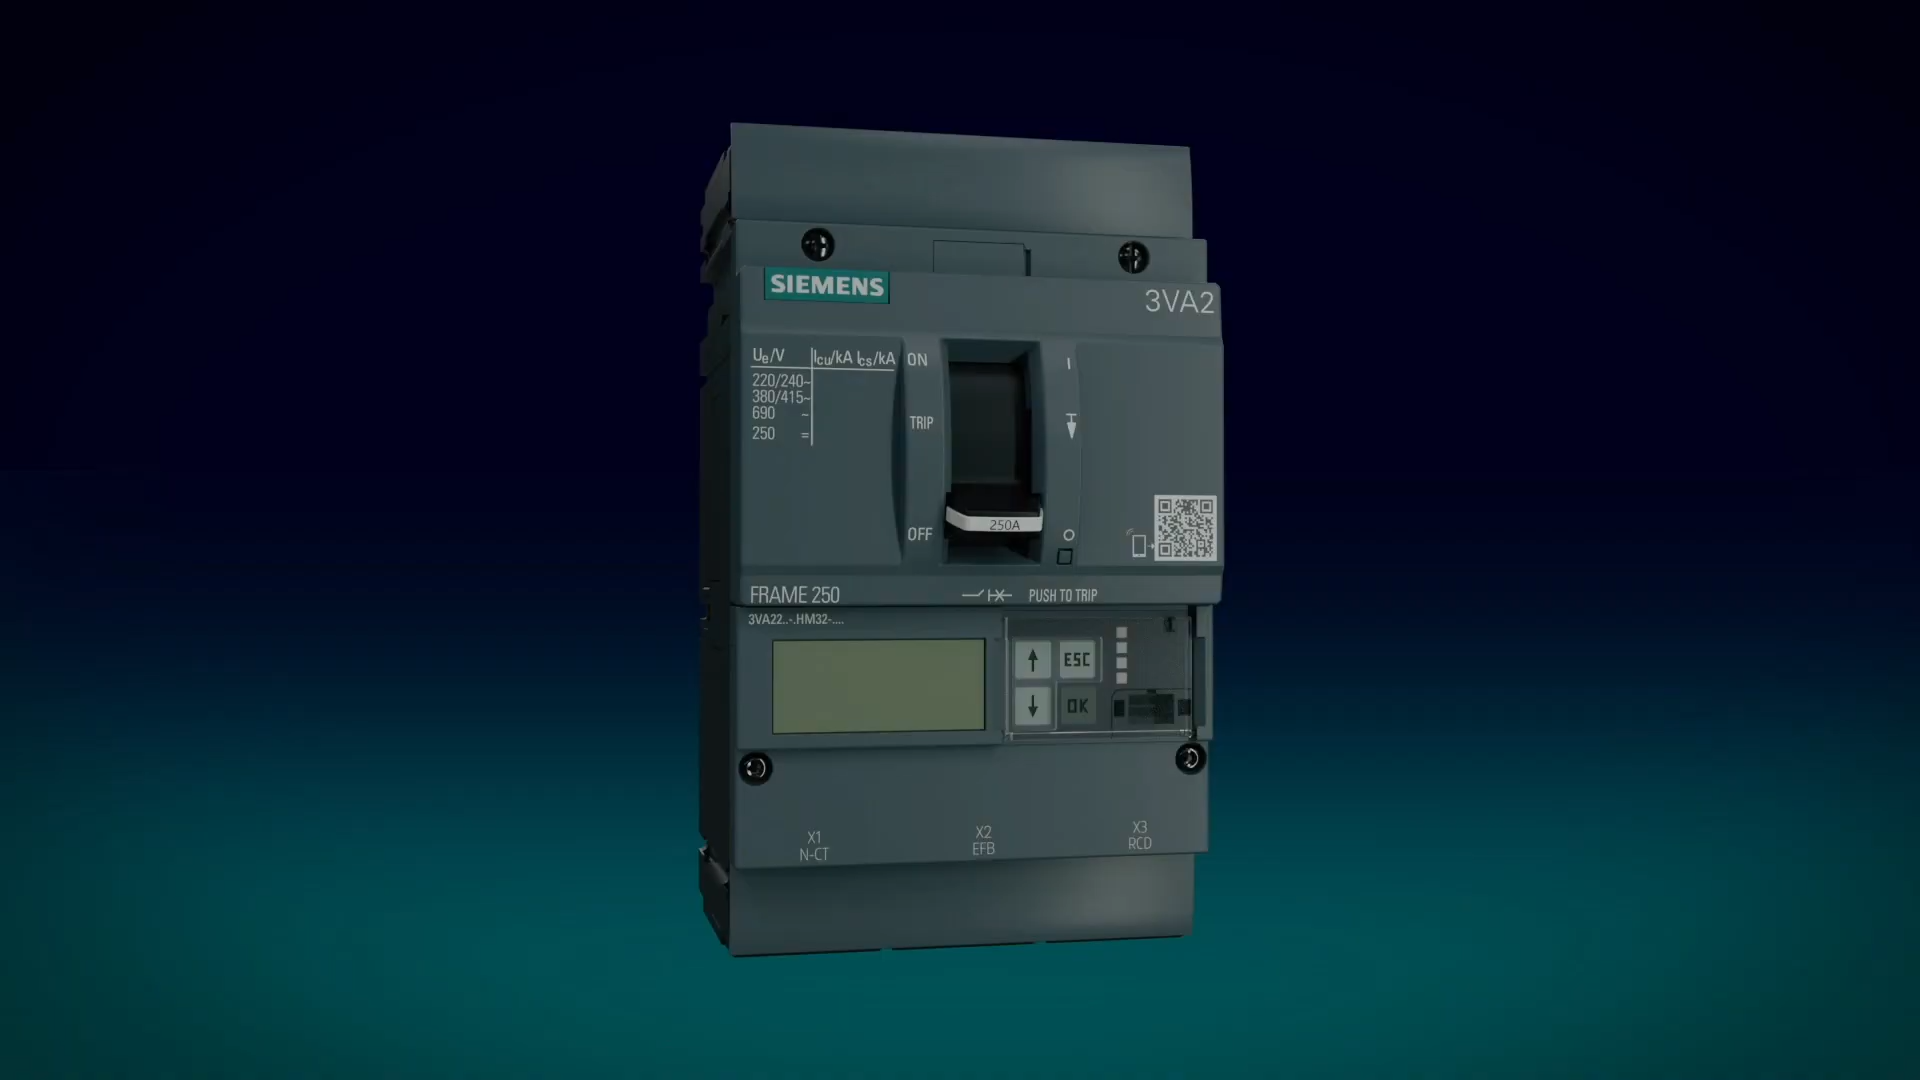 SIEMENS
3VA2
Ue/V Icu/kA Ics/kA
220/240~
380/415~
690 ~
250 =
ON I
TRIP
OFF O
250A
FRAME 250
PUSH TO TRIP
3VA22..-.HM32-....
↑ ESC
↓ OK
X1
N-CT
X2
EFB
X3
RCD